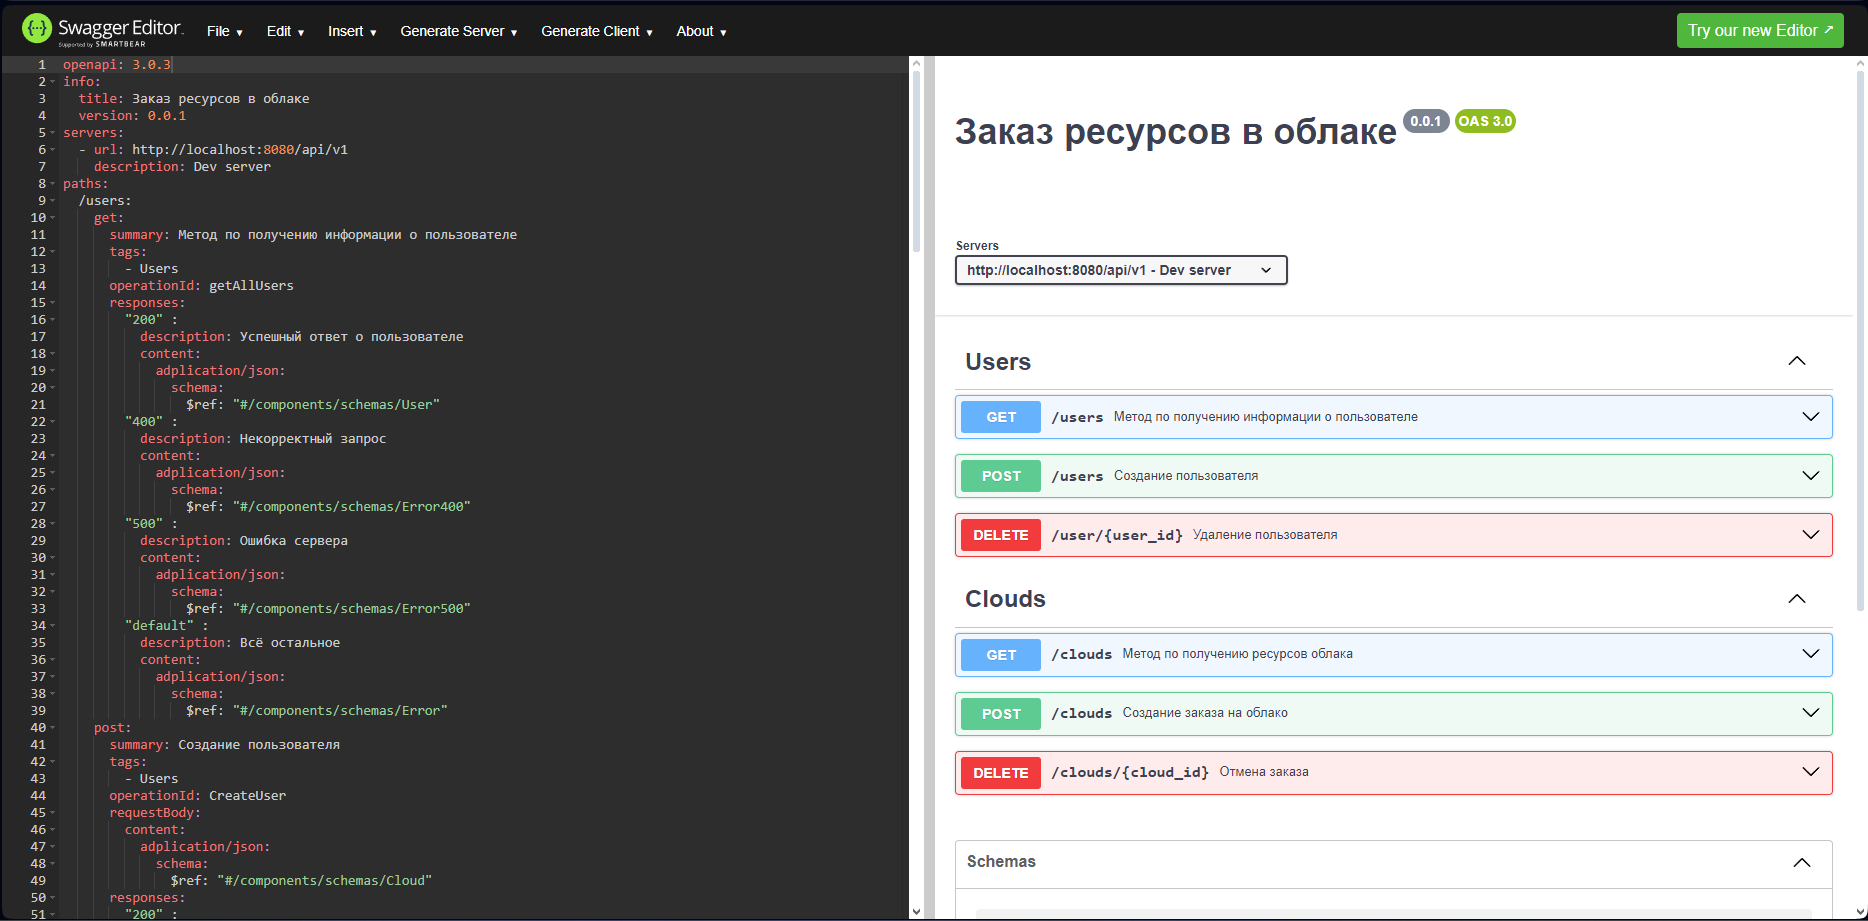 Swagger Editor
Supported by SMARTBEAR
File Edit Insert Generate Server Generate Client About
Try our new Editor ↗
1 openapi: 3.0.3
2 info:
3 title: Заказ ресурсов в облаке
4 version: 0.0.1
5 servers:
6 - url: http://localhost:8080/api/v1
7 description: Dev server
8 paths:
9 /users:
10 get:
11 summary: Метод по получению информации о пользователе
12 tags:
13 - Users
14 operationId: getAllUsers
15 responses:
16 "200" :
17 description: Успешный ответ о пользователе
18 content:
19 adplication/json:
20 schema:
21 $ref: "#/components/schemas/User"
22 "400" :
23 description: Некорректный запрос
24 content:
25 adplication/json:
26 schema:
27 $ref: "#/components/schemas/Error400"
28 "500" :
29 description: Ошибка сервера
30 content:
31 adplication/json:
32 schema:
33 $ref: "#/components/schemas/Error500"
34 "default" :
35 description: Всё остальное
36 content:
37 adplication/json:
38 schema:
39 $ref: "#/components/schemas/Error"
40 post:
41 summary: Создание пользователя
42 tags:
43 - Users
44 operationId: CreateUser
45 requestBody:
46 content:
47 adplication/json:
48 schema:
49 $ref: "#/components/schemas/Cloud"
50 responses:
51 "200" :
Заказ ресурсов в облаке 0.0.1 OAS 3.0
Servers
http://localhost:8080/api/v1 - Dev server
Users
GET /users Метод по получению информации о пользователе
POST /users Создание пользователя
DELETE /user/{user_id} Удаление пользователя
Clouds
GET /clouds Метод по получению ресурсов облака
POST /clouds Создание заказа на облако
DELETE /clouds/{cloud_id} Отмена заказа
Schemas